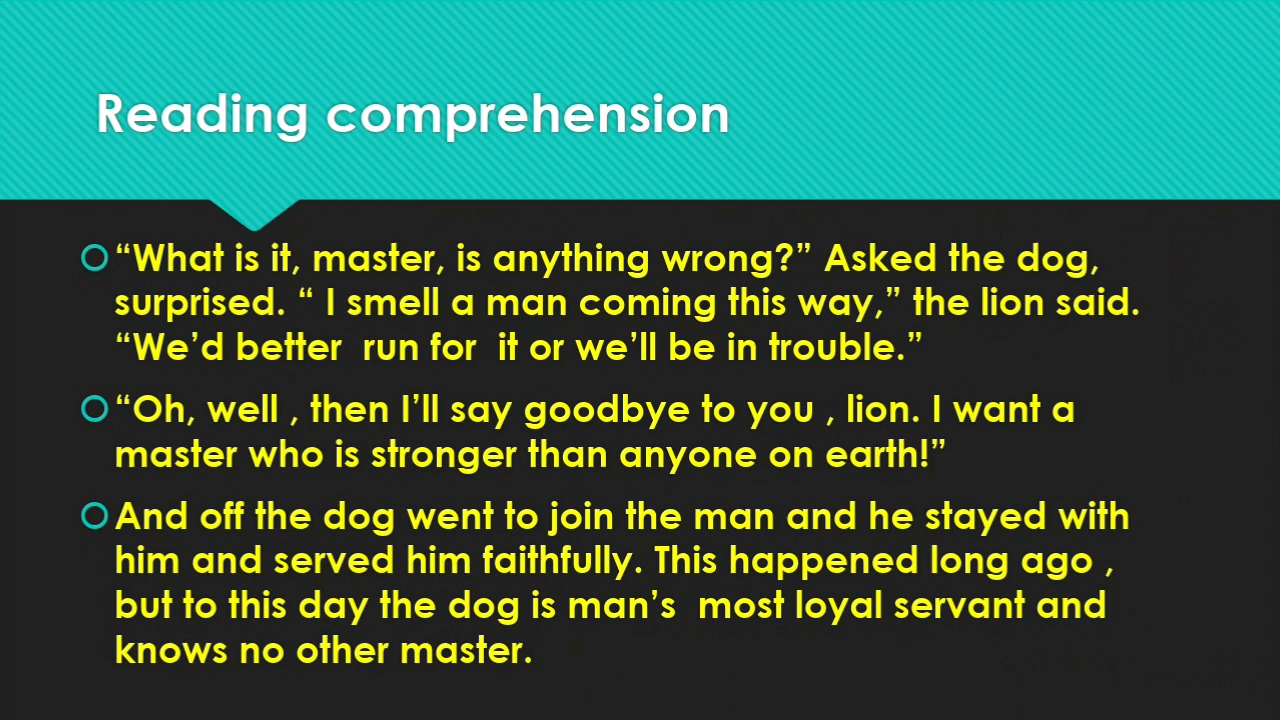 Reading comprehension
“What is it, master, is anything wrong?” Asked the dog,
surprised. “ I smell a man coming this way,” the lion said.
“We’d better  run for  it or we’ll be in trouble.”
“Oh, well , then I’ll say goodbye to you , lion. I want a
master who is stronger than anyone on earth!”
And off the dog went to join the man and he stayed with
him and served him faithfully. This happened long ago ,
but to this day the dog is man’s  most loyal servant and
knows no other master.